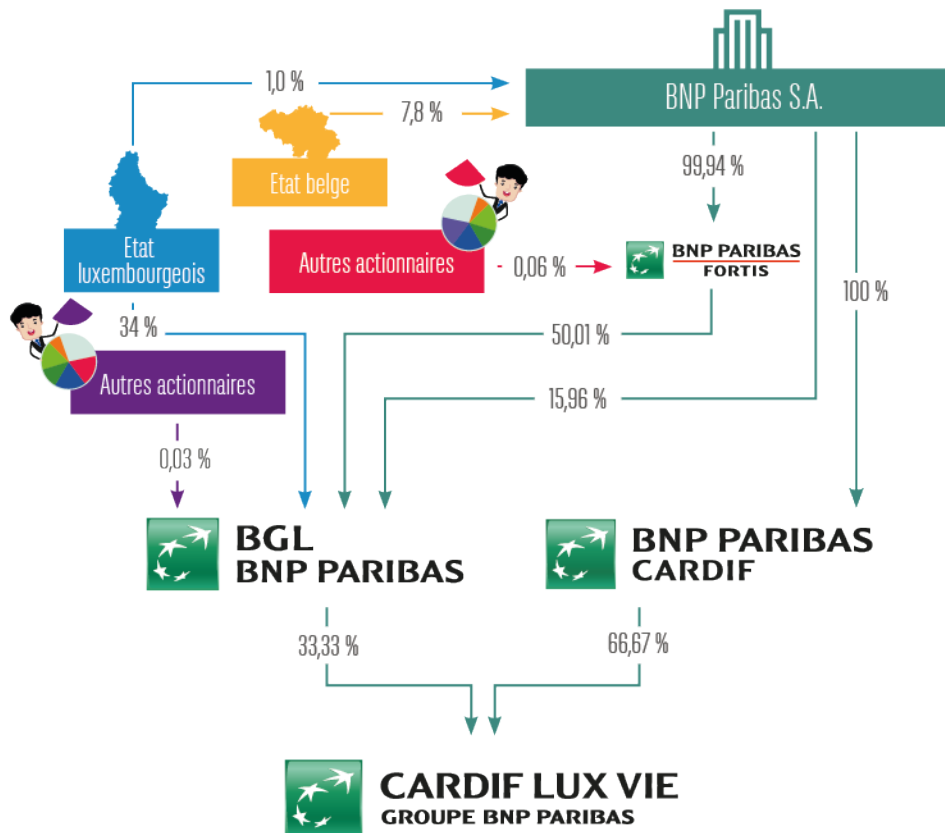 1,0 %
BNP Paribas S.A.
7,8 %
Etat belge
99,94 %
Etat
luxembourgeois
Autres actionnaires
0,06 %
BNP PARIBAS
FORTIS
100 %
34 %
50,01 %
Autres actionnaires
15,96 %
0,03 %
BGL
BNP PARIBAS
BNP PARIBAS
CARDIF
33,33 %
66,67 %
CARDIF LUX VIE
GROUPE BNP PARIBAS